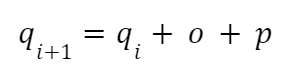 q_{i+1} = q_i + o + p